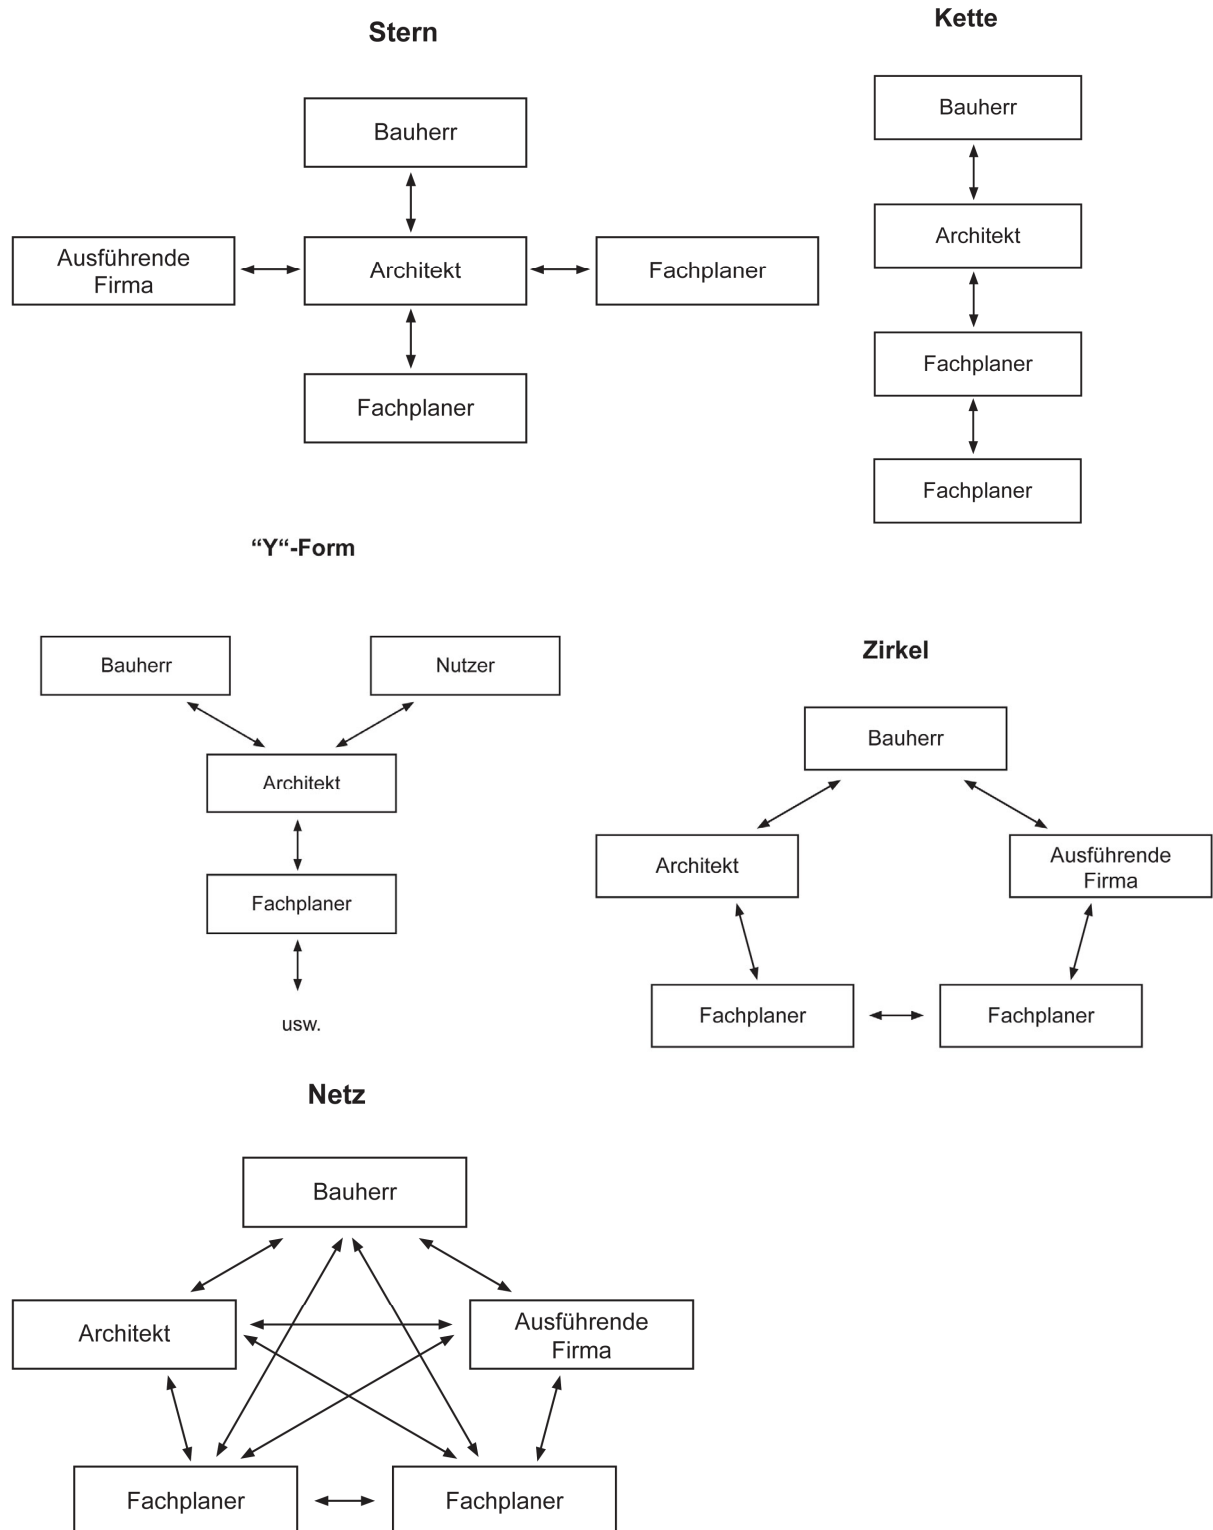 Stern
Bauherr
Ausführende
Firma
Architekt
Fachplaner
Fachplaner
Kette
Bauherr
Architekt
Fachplaner
Fachplaner
“Y“-Form
Bauherr
Nutzer
Architekt
Fachplaner
usw.
Zirkel
Bauherr
Architekt
Ausführende
Firma
Fachplaner
Fachplaner
Netz
Bauherr
Architekt
Ausführende
Firma
Fachplaner
Fachplaner